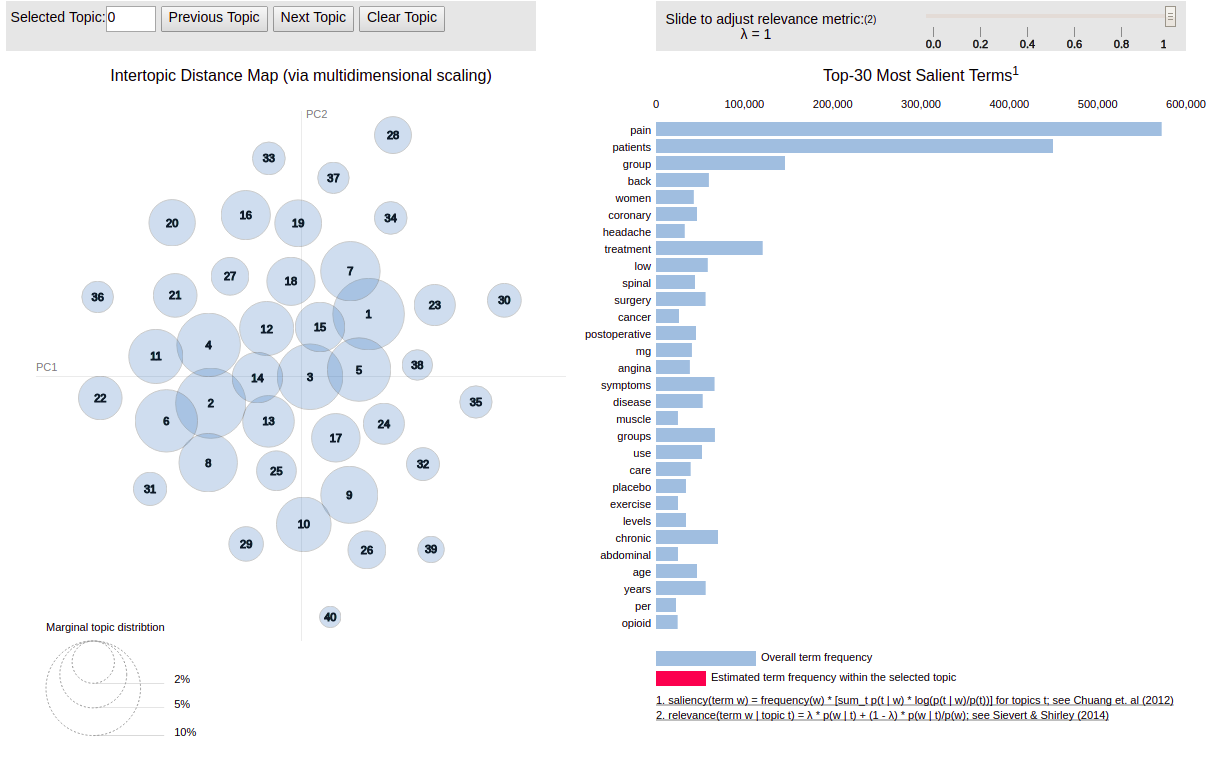 Selected Topic: 0 Previous Topic Next Topic Clear Topic
Slide to adjust relevance metric:(2)
λ = 1
0.0 0.2 0.4 0.6 0.8 1
Intertopic Distance Map (via multidimensional scaling)
PC2
PC1
28
33
37
20
16
19
34
7
27
18
36
21
23
30
1
15
12
4
11
38
5
3
14
22
35
2
6
13
24
17
8
32
25
31
9
10
29
26
39
40
Marginal topic distribtion
2%
5%
10%
Top-30 Most Salient Terms1
0 100,000 200,000 300,000 400,000 500,000 600,000
pain
patients
group
back
women
coronary
headache
treatment
low
spinal
surgery
cancer
postoperative
mg
angina
symptoms
disease
muscle
groups
use
care
placebo
exercise
levels
chronic
abdominal
age
years
per
opioid
Overall term frequency
Estimated term frequency within the selected topic
1. saliency(term w) = frequency(w) * [sum_t p(t | w) * log(p(t | w)/p(t))] for topics t; see Chuang et. al (2012)
2. relevance(term w | topic t) = λ * p(w | t) + (1 - λ) * p(w | t)/p(w); see Sievert & Shirley (2014)